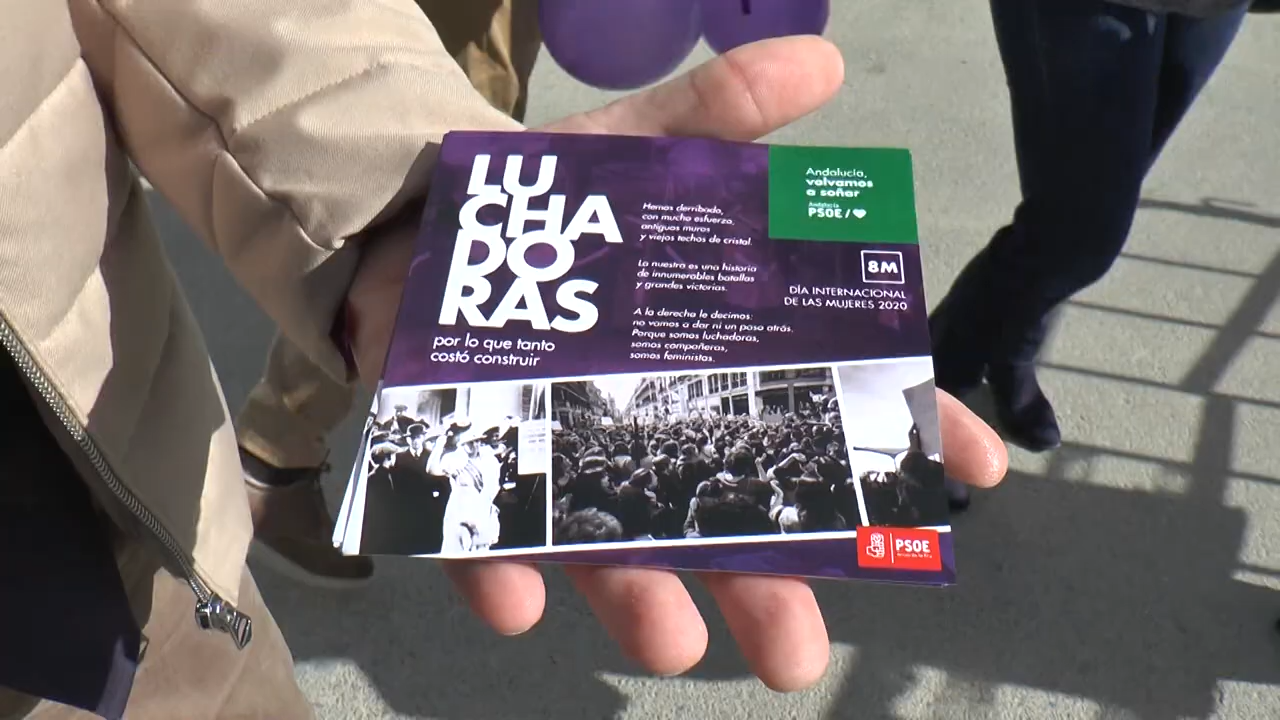 LU
CHA
DO
RAS
por lo que tanto
costó construir
Hemos derribado,
con mucho esfuerzo,
antiguos muros
y viejos techos de cristal.
La nuestra es una historia
de innumerables batallas
y grandes victorias.
A la derecha le decimos:
no vamos a dar ni un paso atrás.
Porque somos luchadoras,
somos compañeras,
somos feministas.
Andalucía,
volvamos
a soñar
Andalucía
PSOE /
8M
DÍA INTERNACIONAL
DE LAS MUJERES 2020
PSOE